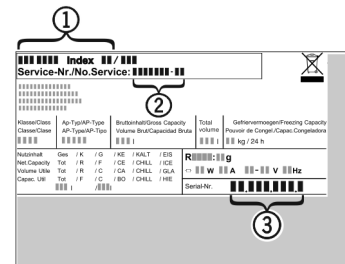 1
Index /
Service-Nr./No.Service: -
2
Klasse/Class
Classe/Clase
Ap-Typ/AP-Type
AP-Type/AP-Tipo
Bruttoinhalt/Gross Capacity
Volume Brut/Capacidad Bruta
l
Total
volume
l
Gefriervermoegen/Freezing Capacity
Pouvoir de Congel./Capac.Congeladora
kg / 24 h
Nutzinhalt Ges / K / G / KE / KALT / EIS
Net Capacity Tot / R / F / CE / CHILL / ICE
Volume Utile Tot / R / C / CA / CHILL / GLA
Capac. Util Tot / F / C / BO / CHILL / HIE
l / l
R : g
W A - V Hz
Serial-Nr. . . .
3